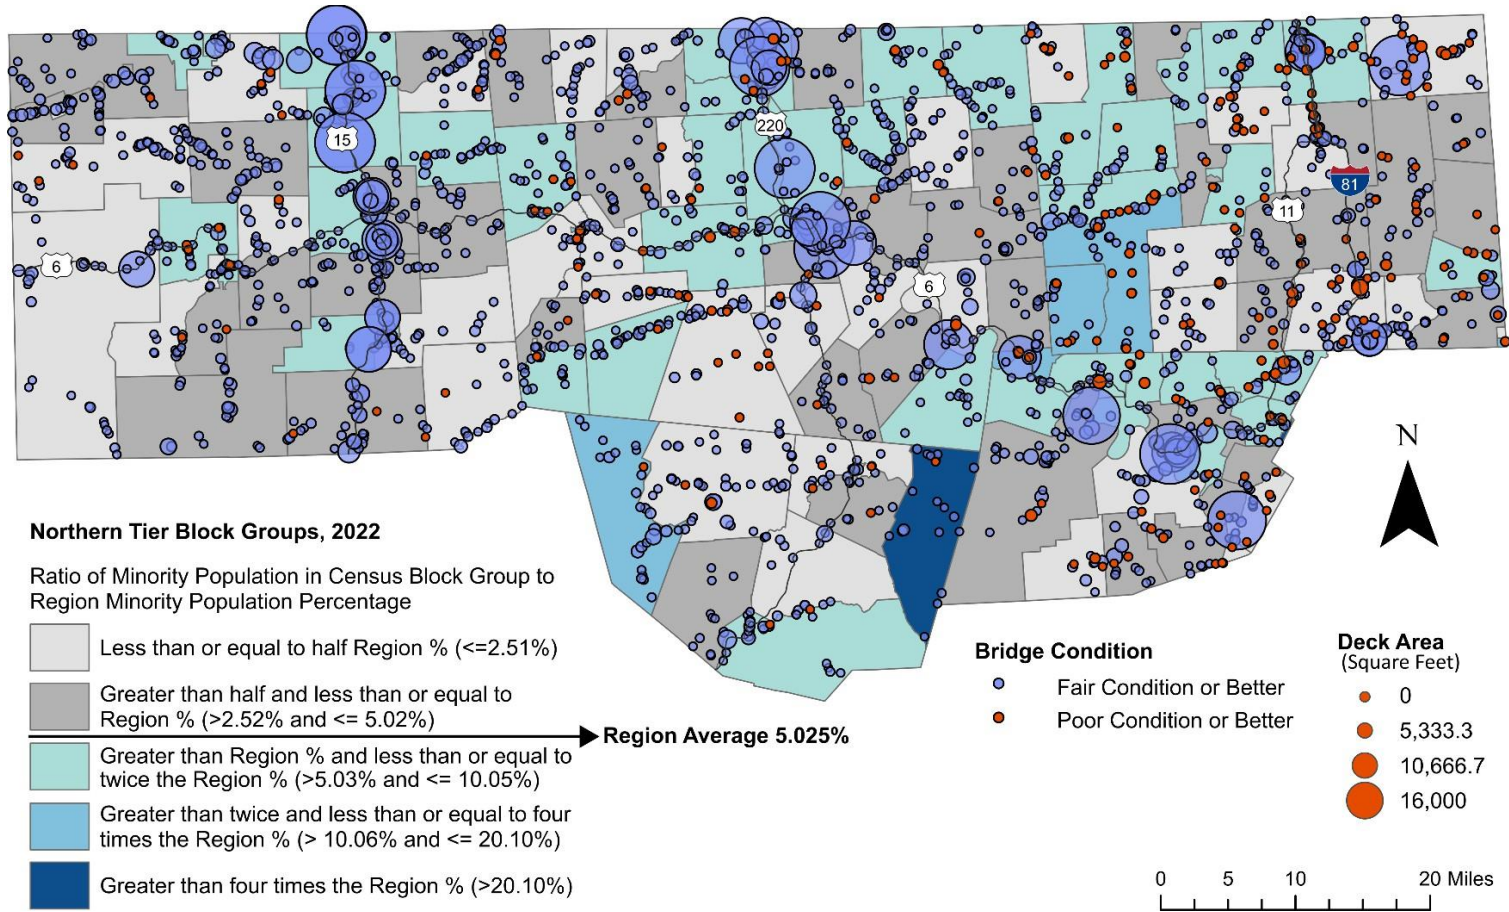 15
220
81
11
6
6
N
Northern Tier Block Groups, 2022
Ratio of Minority Population in Census Block Group to
Region Minority Population Percentage
Less than or equal to half Region % (<=2.51%)
Greater than half and less than or equal to
Region % (>2.52% and <= 5.02%)
Region Average 5.025%
Greater than Region % and less than or equal to
twice the Region % (>5.03% and <= 10.05%)
Greater than twice and less than or equal to four
times the Region % (> 10.06% and <= 20.10%)
Greater than four times the Region % (>20.10%)
Bridge Condition
Fair Condition or Better
Poor Condition or Better
Deck Area
(Square Feet)
0
5,333.3
10,666.7
16,000
0 5 10 20 Miles